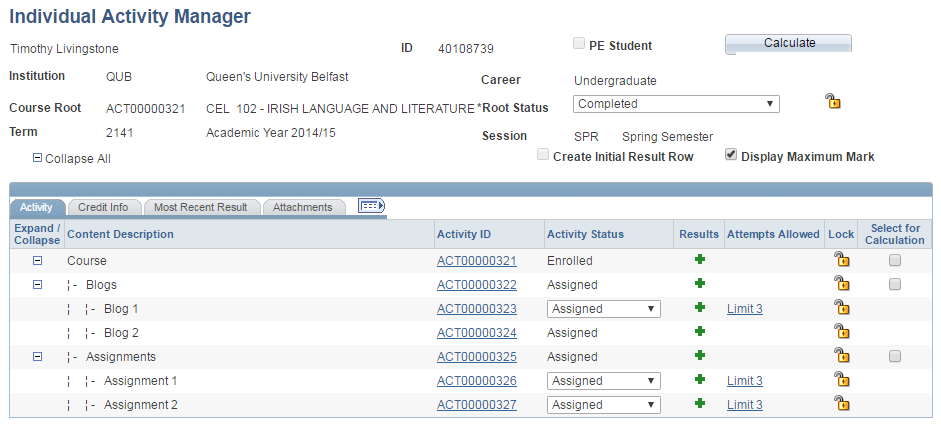 Individual Activity Manager
Timothy Livingstone ID 40108739 PE Student Calculate
Institution QUB Queen's University Belfast Career Undergraduate
Course Root ACT00000321 CEL 102 - IRISH LANGUAGE AND LITERATURE *Root Status Completed
Term 2141 Academic Year 2014/15 Session SPR Spring Semester
Collapse All Create Initial Result Row Display Maximum Mark
Activity Credit Info Most Recent Result Attachments
Expand / Collapse Content Description Activity ID Activity Status Results Attempts Allowed Lock Select for Calculation
Course ACT00000321 Enrolled
Blogs ACT00000322 Assigned
Blog 1 ACT00000323 Assigned Limit 3
Blog 2 ACT00000324 Assigned
Assignments ACT00000325 Assigned
Assignment 1 ACT00000326 Assigned Limit 3
Assignment 2 ACT00000327 Assigned Limit 3